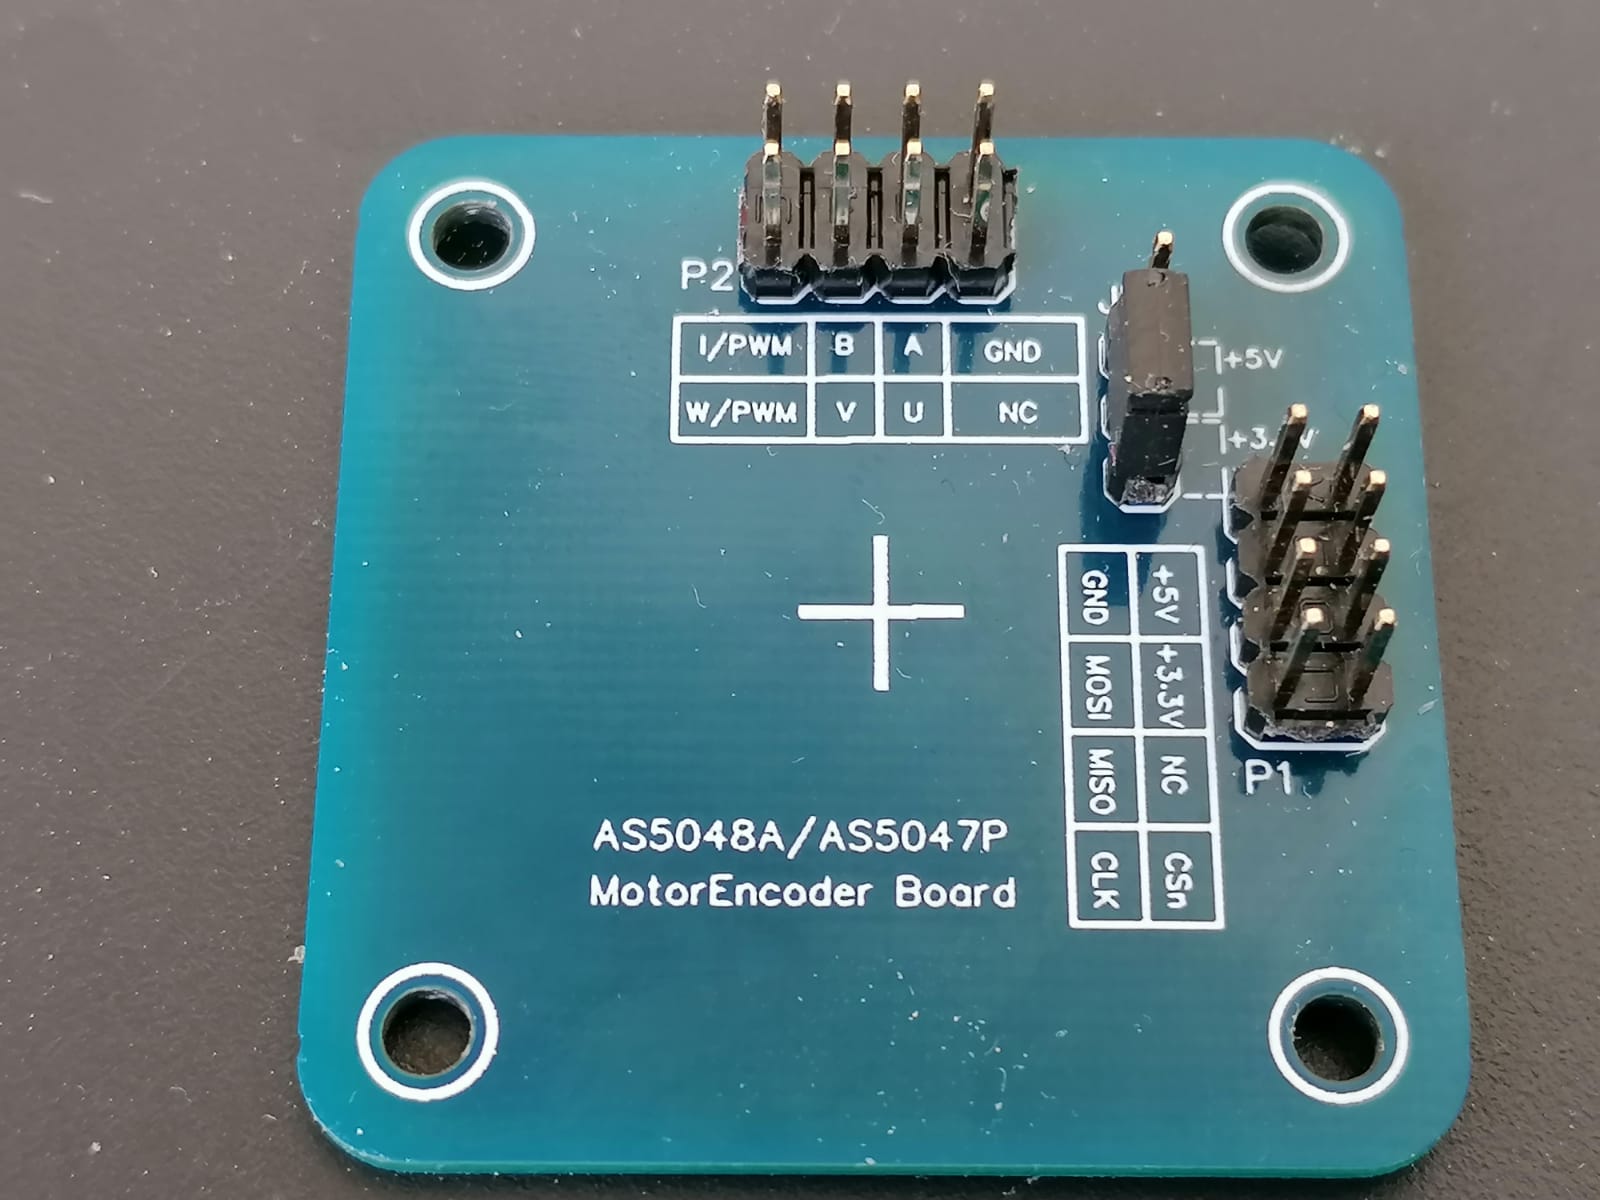 P2
I/PWM B A GND
W/PWM V U NC
+5V
+5V +3.3V NC CSn
GND MOSI MISO CLK
P1
AS5048A/AS5047P
MotorEncoder Board